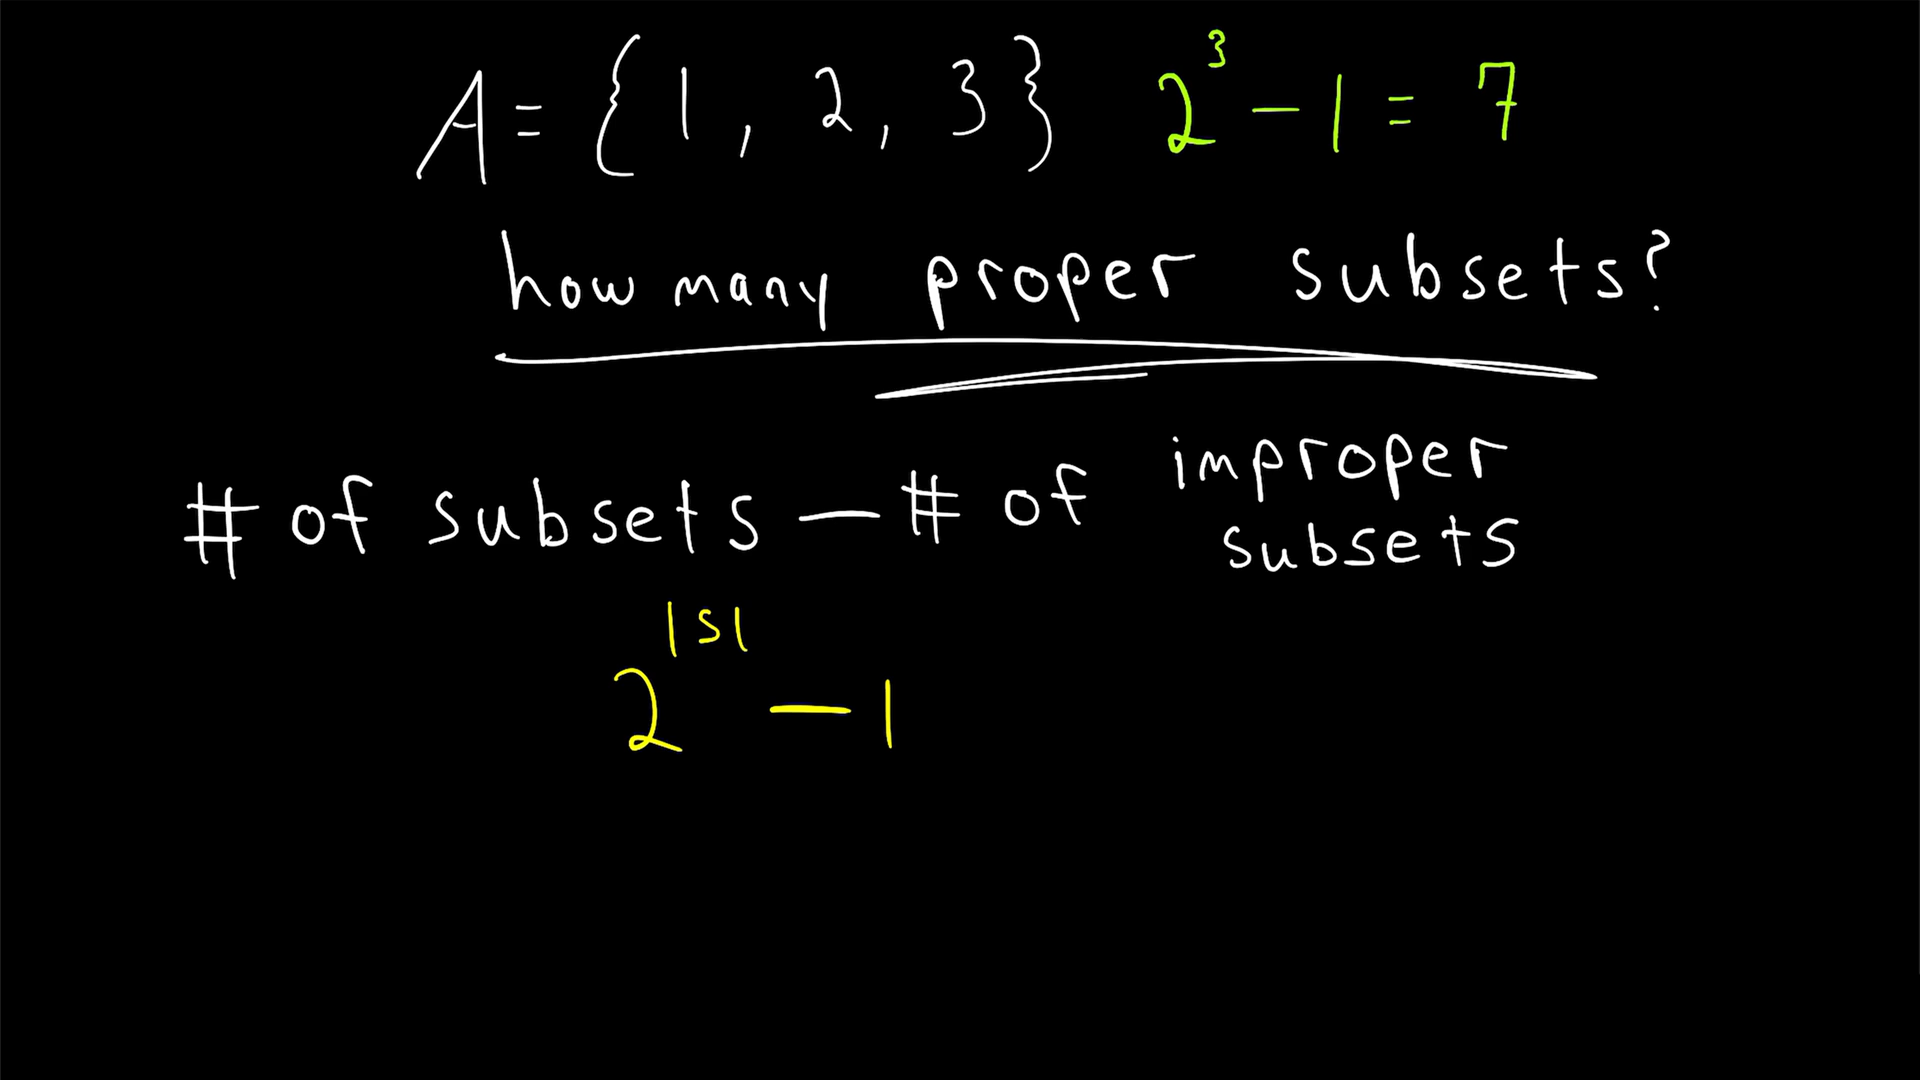 A = {1, 2, 3} 2³ - 1 = 7
how many proper subsets?
# of subsets — # of improper subsets
2^|s| — 1